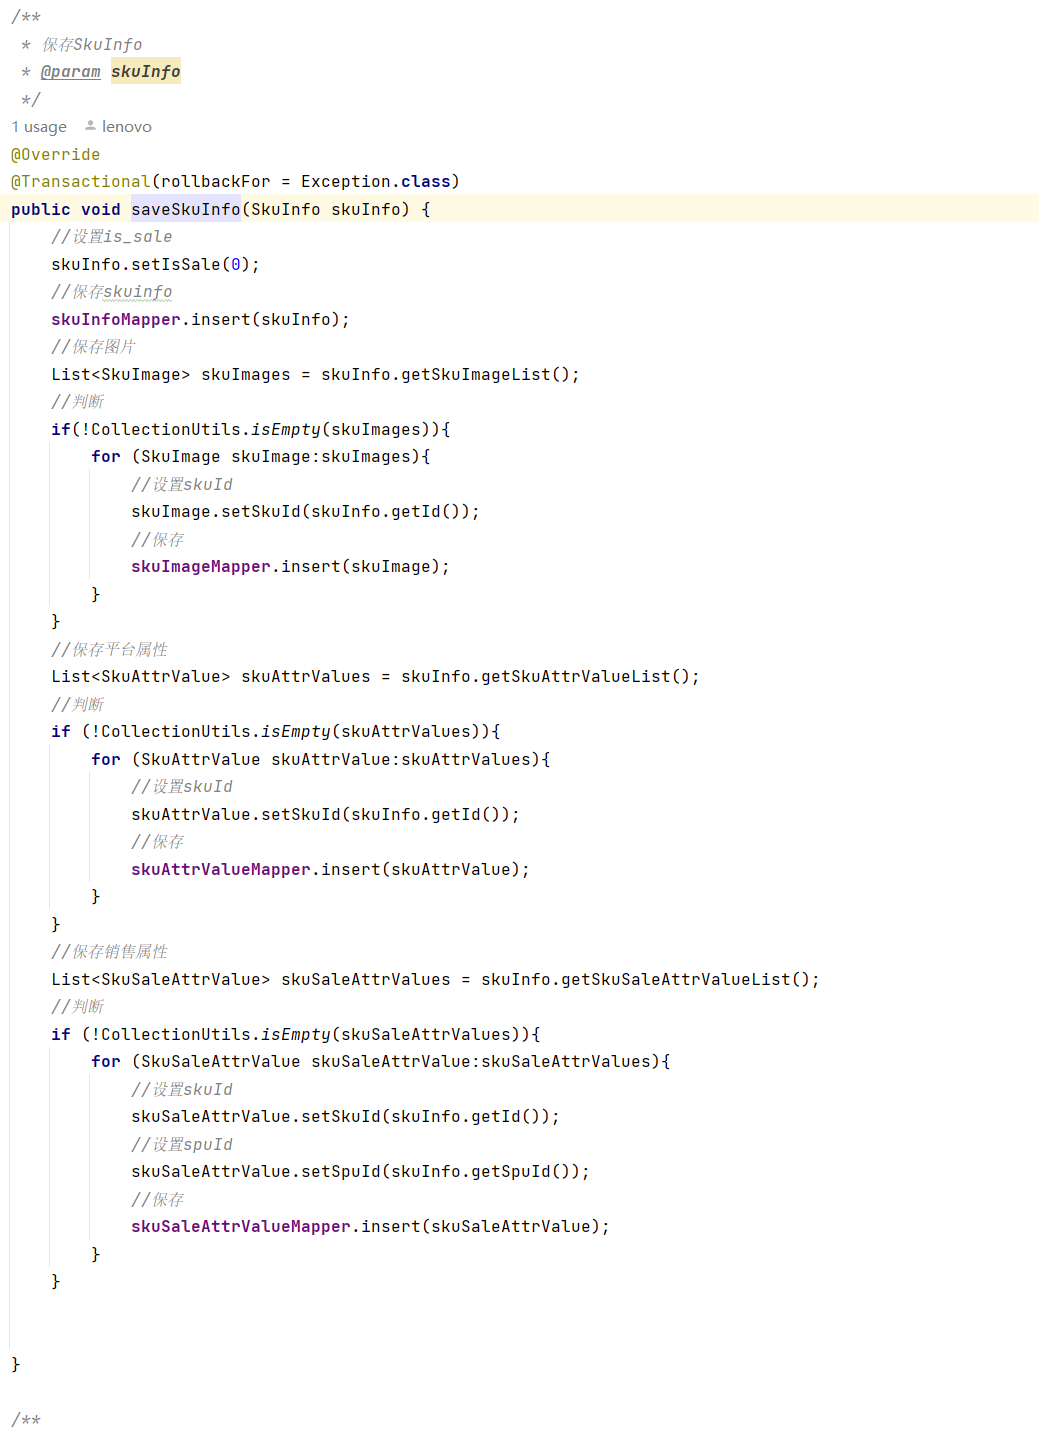 /**
 * 保存SkuInfo
 * @param skuInfo
 */
1 usage lenovo
@Override
@Transactional(rollbackFor = Exception.class)
public void saveSkuInfo(SkuInfo skuInfo) {
    //设置is_sale
    skuInfo.setIsSale(0);
    //保存skuinfo
    skuInfoMapper.insert(skuInfo);
    //保存图片
    List<SkuImage> skuImages = skuInfo.getSkuImageList();
    //判断
    if(!CollectionUtils.isEmpty(skuImages)){
        for (SkuImage skuImage:skuImages){
            //设置skuId
            skuImage.setSkuId(skuInfo.getId());
            //保存
            skuImageMapper.insert(skuImage);
        }
    }
    //保存平台属性
    List<SkuAttrValue> skuAttrValues = skuInfo.getSkuAttrValueList();
    //判断
    if (!CollectionUtils.isEmpty(skuAttrValues)){
        for (SkuAttrValue skuAttrValue:skuAttrValues){
            //设置skuId
            skuAttrValue.setSkuId(skuInfo.getId());
            //保存
            skuAttrValueMapper.insert(skuAttrValue);
        }
    }
    //保存销售属性
    List<SkuSaleAttrValue> skuSaleAttrValues = skuInfo.getSkuSaleAttrValueList();
    //判断
    if (!CollectionUtils.isEmpty(skuSaleAttrValues)){
        for (SkuSaleAttrValue skuSaleAttrValue:skuSaleAttrValues){
            //设置skuId
            skuSaleAttrValue.setSkuId(skuInfo.getId());
            //设置spuId
            skuSaleAttrValue.setSpuId(skuInfo.getSpuId());
            //保存
            skuSaleAttrValueMapper.insert(skuSaleAttrValue);
        }
    }
}
/**